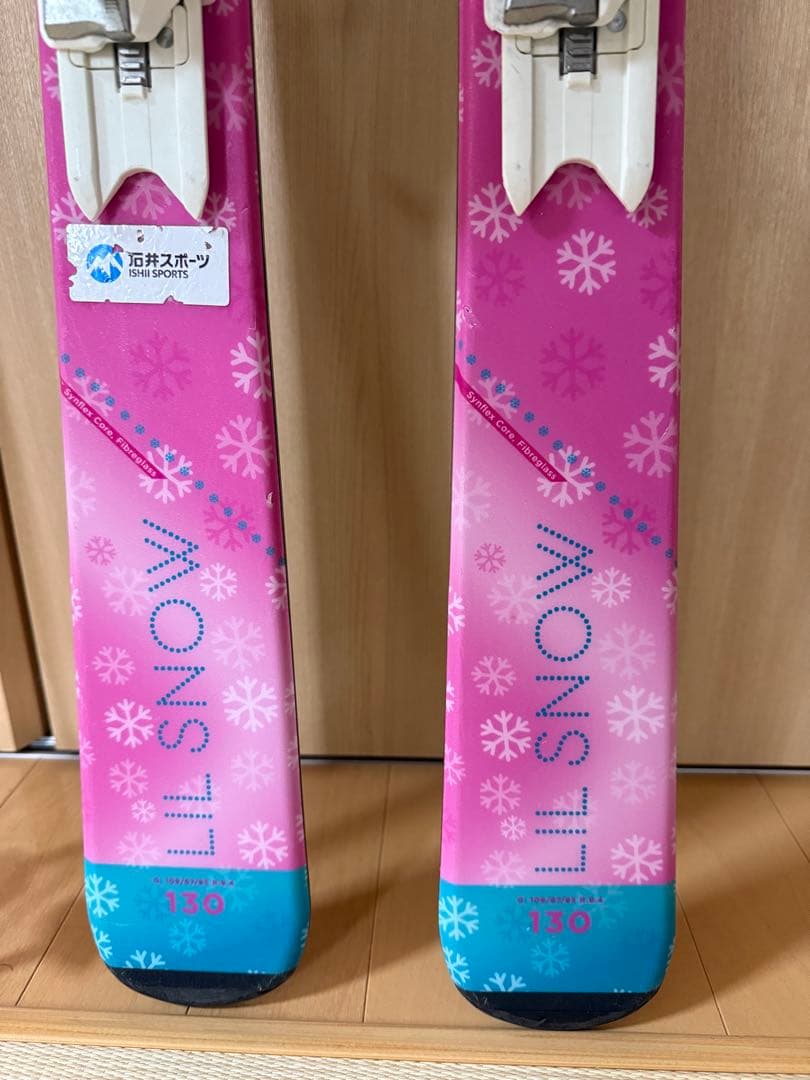 石井スポーツ
ISHII SPORTS
Synflex Core, Fibreglass
LIL SNOW
130
Synflex Core, Fibreglass
LIL SNOW
130